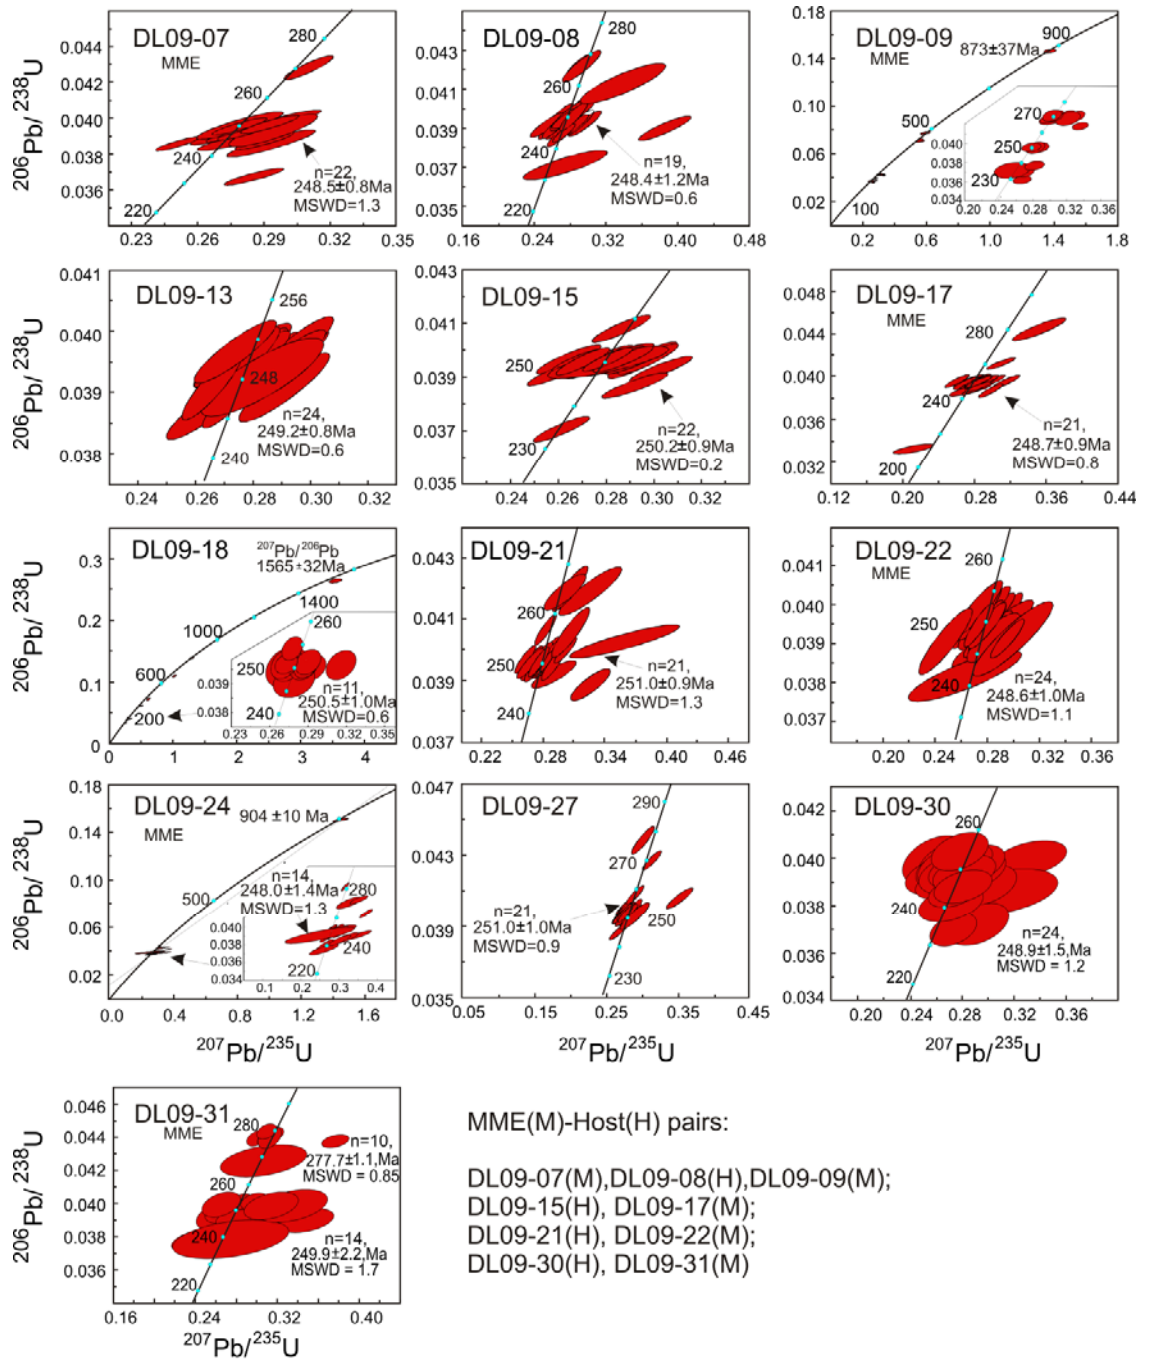 DL09-07
MME
206Pb/238U
0.044
0.042
0.040
0.038
0.036
280
260
240
220
n=22,
248.5±0.8Ma
MSWD=1.3
0.23
0.26
0.29
0.32
0.35
DL09-08
0.043
0.041
0.039
0.037
0.035
280
260
240
220
n=19,
248.4±1.2Ma
MSWD=0.6
0.16
0.24
0.32
0.40
0.48
DL09-09
MME
0.18
0.14
0.10
0.06
0.02
900
873±37Ma
500
100
270
250
230
0.040
0.038
0.036
0.034
0.20
0.24
0.28
0.32
0.36
0.2
0.6
1.0
1.4
1.8
DL09-13
206Pb/238U
0.041
0.040
0.039
0.038
256
248
240
n=24,
249.2±0.8Ma
MSWD=0.6
0.24
0.26
0.28
0.30
0.32
DL09-15
0.043
0.041
0.039
0.037
0.035
250
230
n=22,
250.2±0.9Ma
MSWD=0.2
0.24
0.26
0.28
0.30
0.32
DL09-17
MME
0.048
0.044
0.040
0.036
0.032
280
240
200
n=21,
248.7±0.9Ma
MSWD=0.8
0.12
0.20
0.28
0.36
0.44
DL09-18
206Pb/238U
0.3
0.2
0.1
0
207Pb/206Pb
1565±32Ma
1400
1000
600
200
260
250
240
0.039
0.038
n=11,
250.5±1.0Ma
MSWD=0.6
0.23
0.26
0.29
0.32
0.35
0
1
2
3
4
DL09-21
0.043
0.041
0.039
0.037
260
250
240
n=21,
251.0±0.9Ma
MSWD=1.3
0.22
0.28
0.34
0.40
0.46
DL09-22
MME
0.041
0.040
0.039
0.038
0.037
260
250
240
n=24,
248.6±1.0Ma
MSWD=1.1
0.20
0.24
0.28
0.32
0.36
DL09-24
MME
206Pb/238U
0.18
0.14
0.10
0.06
0.02
904 ±10 Ma
500
n=14,
248.0±1.4Ma
MSWD=1.3
280
240
220
0.040
0.038
0.036
0.034
0.1
0.2
0.3
0.4
0.0
0.4
0.8
1.2
1.6
207Pb/235U
DL09-27
0.047
0.043
0.039
0.035
290
270
250
230
n=21,
251.0±1.0Ma
MSWD=0.9
0.05
0.15
0.25
0.35
0.45
207Pb/235U
DL09-30
0.042
0.040
0.038
0.036
0.034
260
240
220
n=24,
248.9±1.5,Ma
MSWD = 1.2
0.20
0.24
0.28
0.32
0.36
207Pb/235U
DL09-31
MME
206Pb/238U
0.046
0.044
0.042
0.040
0.038
0.036
280
260
240
220
n=10,
277.7±1.1,Ma
MSWD = 0.85
n=14,
249.9±2.2,Ma
MSWD = 1.7
0.16
0.24
0.32
0.40
207Pb/235U
MME(M)-Host(H) pairs:
DL09-07(M),DL09-08(H),DL09-09(M);
DL09-15(H), DL09-17(M);
DL09-21(H), DL09-22(M);
DL09-30(H), DL09-31(M)